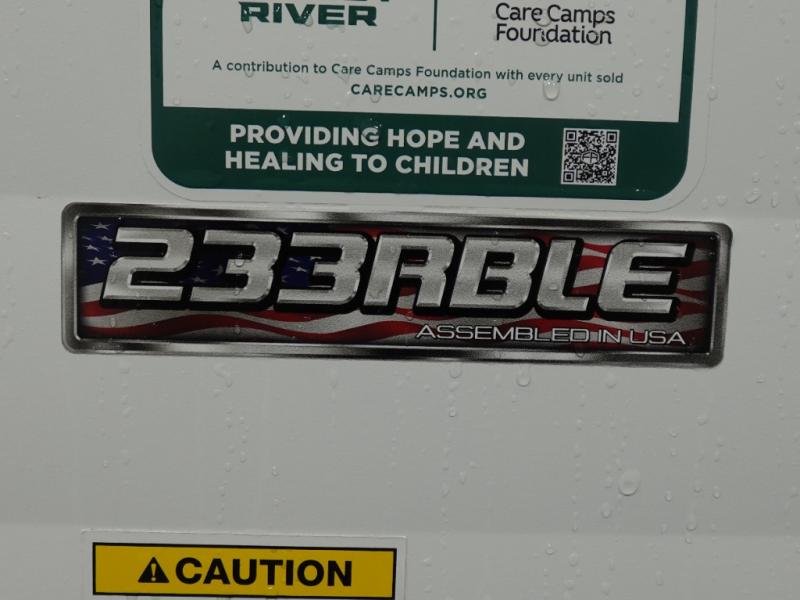 RIVER
Care Camps
Foundation
A contribution to Care Camps Foundation with every unit sold
CARECAMPS.ORG
PROVIDING HOPE AND
HEALING TO CHILDREN
233RBLE
ASSEMBLED IN USA
CAUTION